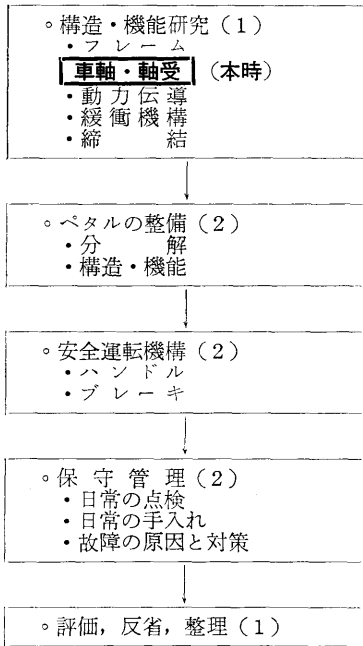 ◦構造・機能研究（1）
・フレーム
車軸・軸受（本時）
・動力伝導
・緩衝機構
・締結
◦ペタルの整備（2）
・分解
・構造・機能
◦安全運転機構（2）
・ハンドル
・ブレーキ
◦保守管理（2）
・日常の点検
・日常の手入れ
・故障の原因と対策
◦評価，反省，整理（1）